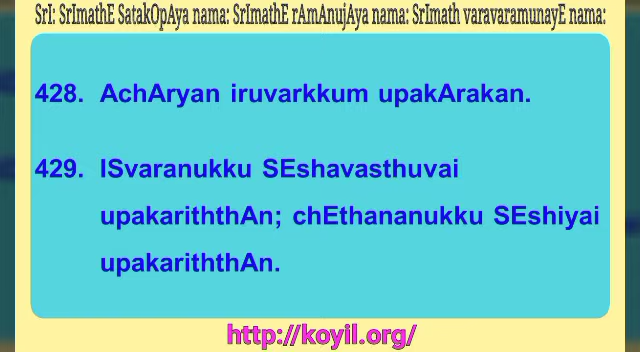 SrI: SrImathE SatakOpAya nama: SrImathE rAmAnujAya nama: SrImath varavaramunayE nama:
428. AchAryan iruvarkkum upakArakan.
429. ISvaranukku SEshavasthuvai
upakariththAn; chEthananukku SEshiyai
upakariththAn.
http://koyil.org/